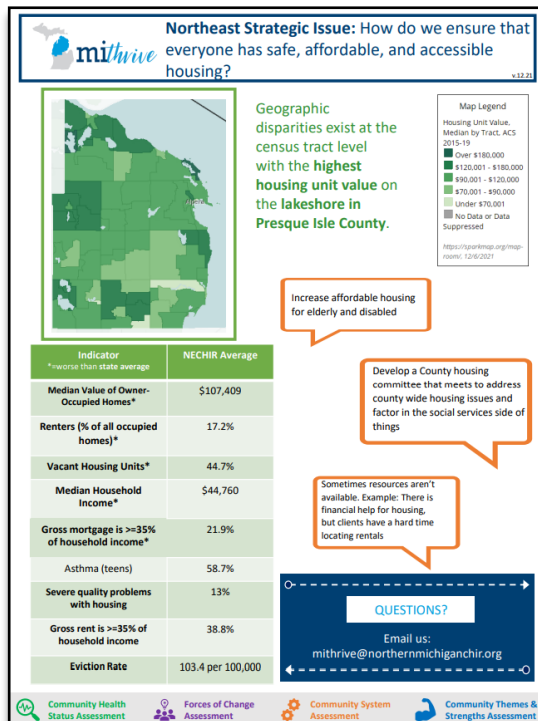 mithrive
Northeast Strategic Issue: How do we ensure that
everyone has safe, affordable, and accessible
housing?
v.12.21
Geographic
disparities exist at the
census tract level
with the highest
housing unit value on
the lakeshore in
Presque Isle County.
Map Legend
Housing Unit Value,
Median by Tract, ACS
2015-19
Over $180,000
$120,001 - $180,000
$90,001 - $120,000
$70,001 - $90,000
Under $70,001
No Data or Data
Suppressed
https://sparkmap.org/map-
room/. 12/6/2021
Increase affordable housing
for elderly and disabled
Develop a County housing
committee that meets to address
county wide housing issues and
factor in the social services side of
things
Sometimes resources aren't
available. Example: There is
financial help for housing,
but clients have a hard time
locating rentals
Indicator NECHIR Average
*=worse than state average
Median Value of Owner-
Occupied Homes* $107,409
Renters (% of all occupied
homes)* 17.2%
Vacant Housing Units* 44.7%
Median Household
Income* $44,760
Gross mortgage is >=35%
of household income* 21.9%
Asthma (teens) 58.7%
Severe quality problems
with housing 13%
Gross rent is >=35% of
household income 38.8%
Eviction Rate 103.4 per 100,000
QUESTIONS?
Email us:
mithrive@northernmichiganchir.org
Community Health
Status Assessment
Forces of Change
Assessment
Community System
Assessment
Community Themes &
Strengths Assessment